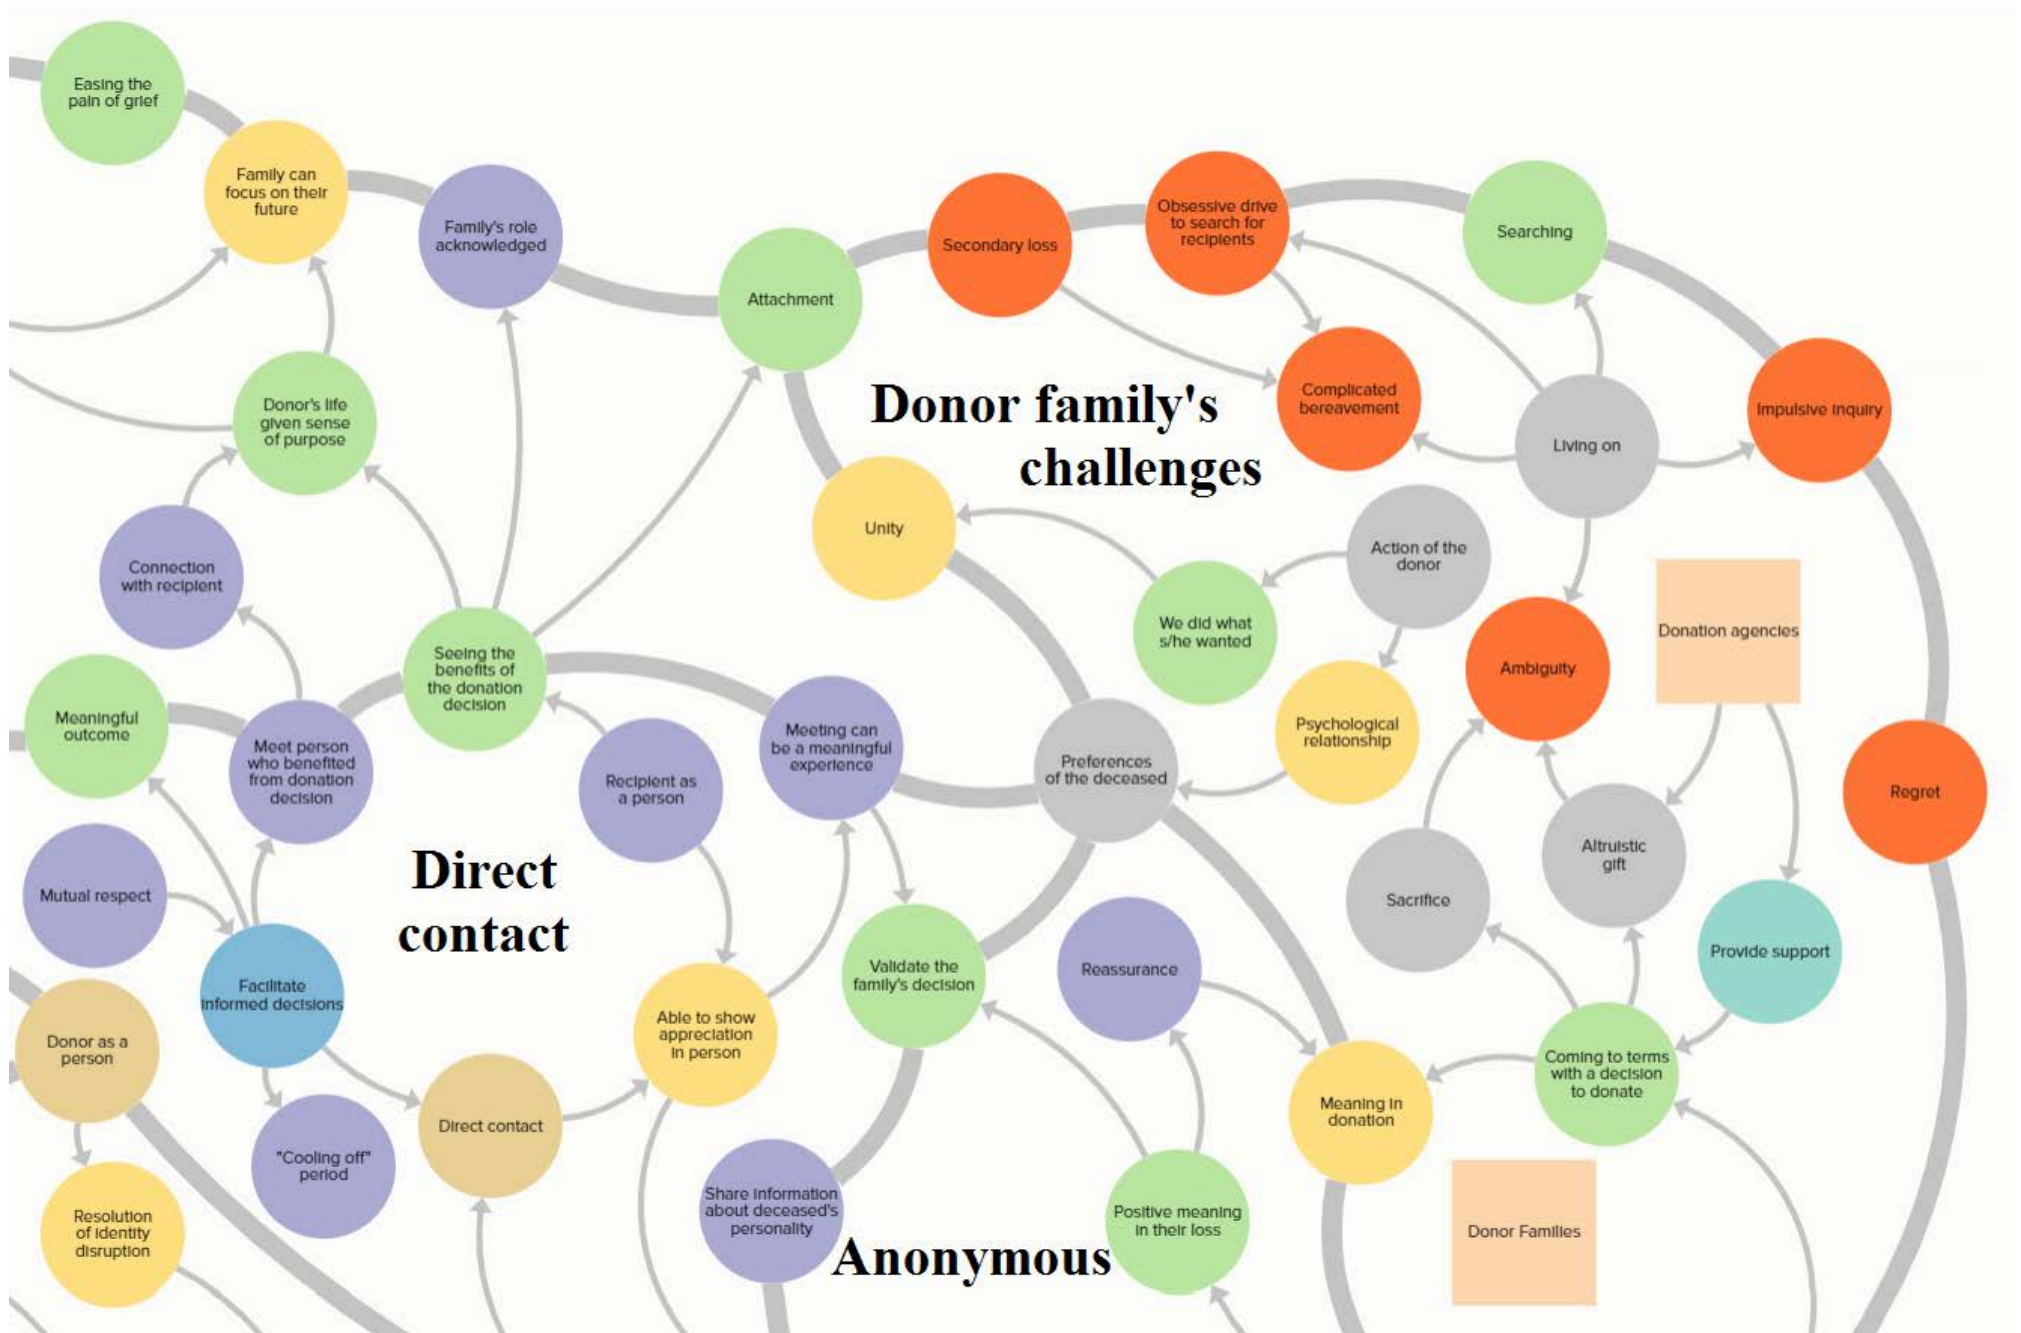 Easing the
pain of grief
Family can
focus on their
future
Family's role
acknowledged
Attachment
Secondary loss
Obsessive drive
to search for
recipients
Searching
Complicated
bereavement
Living on
Impulsive inquiry
Donor family's
challenges
Donor's life
given sense
of purpose
Unity
Action of the
donor
Connection
with recipient
We did what
s/he wanted
Donation agencies
Ambiguity
Seeing the
benefits of
the donation
decision
Meaningful
outcome
Meet person
who benefited
from donation
decision
Recipient as
a person
Meeting can
be a meaningful
experience
Preferences
of the deceased
Psychological
relationship
Regret
Altruistic
gift
Sacrifice
Mutual respect
Direct
contact
Provide support
Facilitate
informed decisions
Validate the
family's decision
Reassurance
Donor as a
person
Able to show
appreciation
in person
Coming to terms
with a decision
to donate
Meaning in
donation
Direct contact
"Cooling off"
period
Resolution
of identity
disruption
Share information
about deceased's
personality
Positive meaning
in their loss
Donor Families
Anonymous